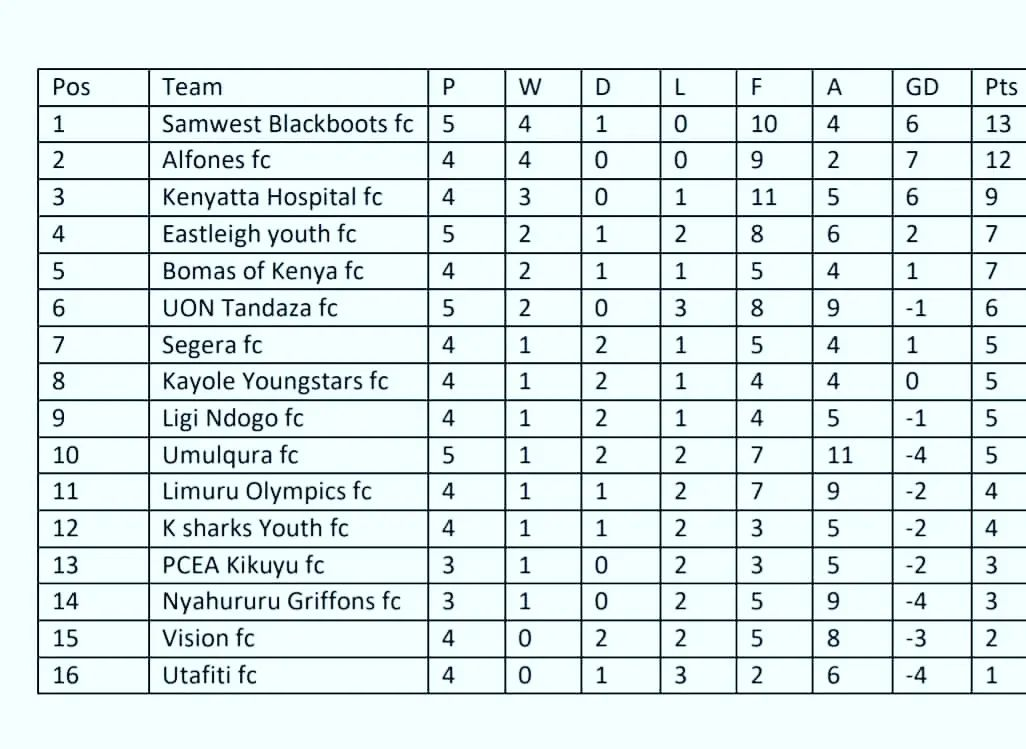 Pos Team P W D L F A GD Pts
1 Samwest Blackboots fc 5 4 1 0 10 4 6 13
2 Alfones fc 4 4 0 0 9 2 7 12
3 Kenyatta Hospital fc 4 3 0 1 11 5 6 9
4 Eastleigh youth fc 5 2 1 2 8 6 2 7
5 Bomas of Kenya fc 4 2 1 1 5 4 1 7
6 UON Tandaza fc 5 2 0 3 8 9 -1 6
7 Segera fc 4 1 2 1 5 4 1 5
8 Kayole Youngstars fc 4 1 2 1 4 4 0 5
9 Ligi Ndogo fc 4 1 2 1 4 5 -1 5
10 Umulqura fc 5 1 2 2 7 11 -4 5
11 Limuru Olympics fc 4 1 1 2 7 9 -2 4
12 K sharks Youth fc 4 1 1 2 3 5 -2 4
13 PCEA Kikuyu fc 3 1 0 2 3 5 -2 3
14 Nyahururu Griffons fc 3 1 0 2 5 9 -4 3
15 Vision fc 4 0 2 2 5 8 -3 2
16 Utafiti fc 4 0 1 3 2 6 -4 1